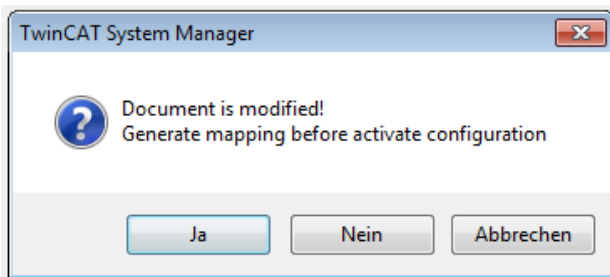 TwinCAT System Manager
Document is modified!
Generate mapping before activate configuration
Ja
Nein
Abbrechen